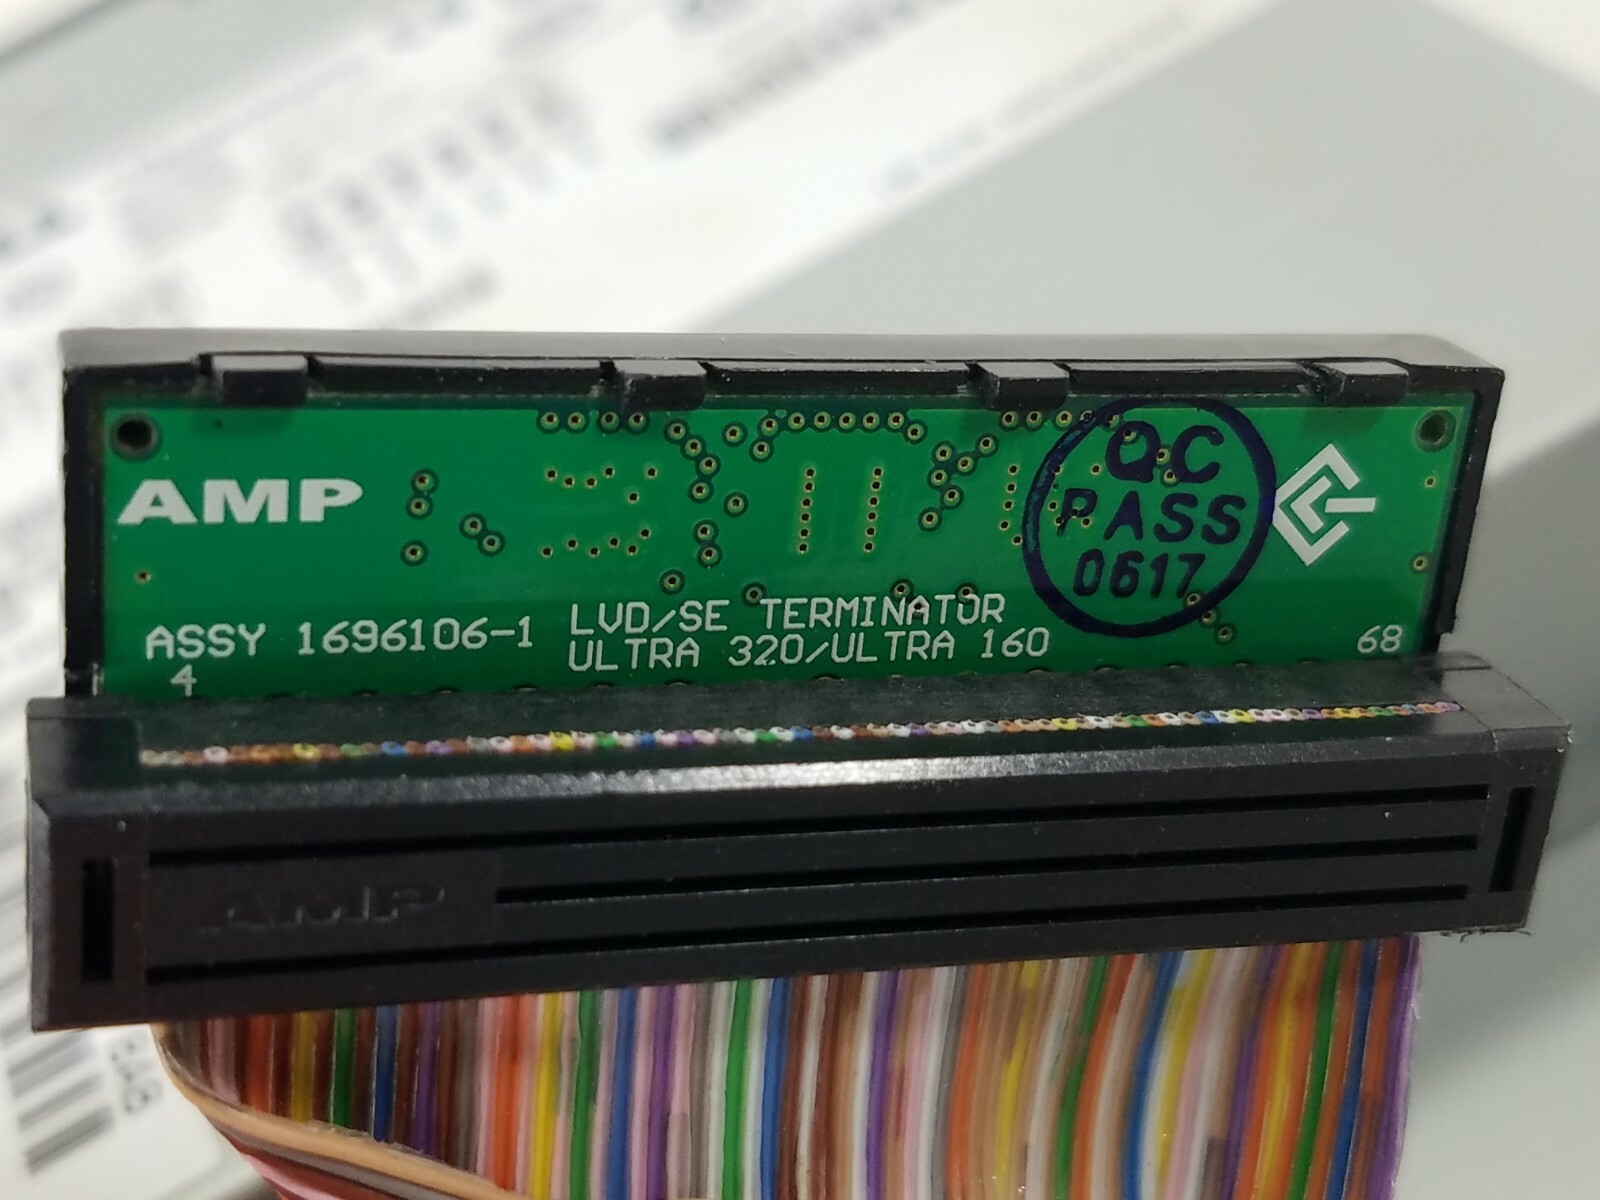 AMP
QC
PASS
0617
ASSY 1696106-1
LVD/SE TERMINATOR
ULTRA 320/ULTRA 160
68
4
AMP